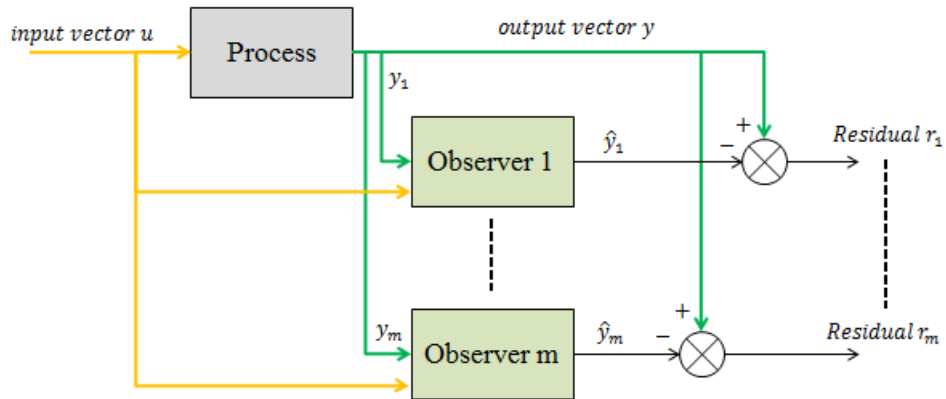 input vector u
Process
output vector y
y₁
Observer 1
ŷ₁
−
+
Residual r₁
yₘ
Observer m
ŷₘ
−
+
Residual rₘ